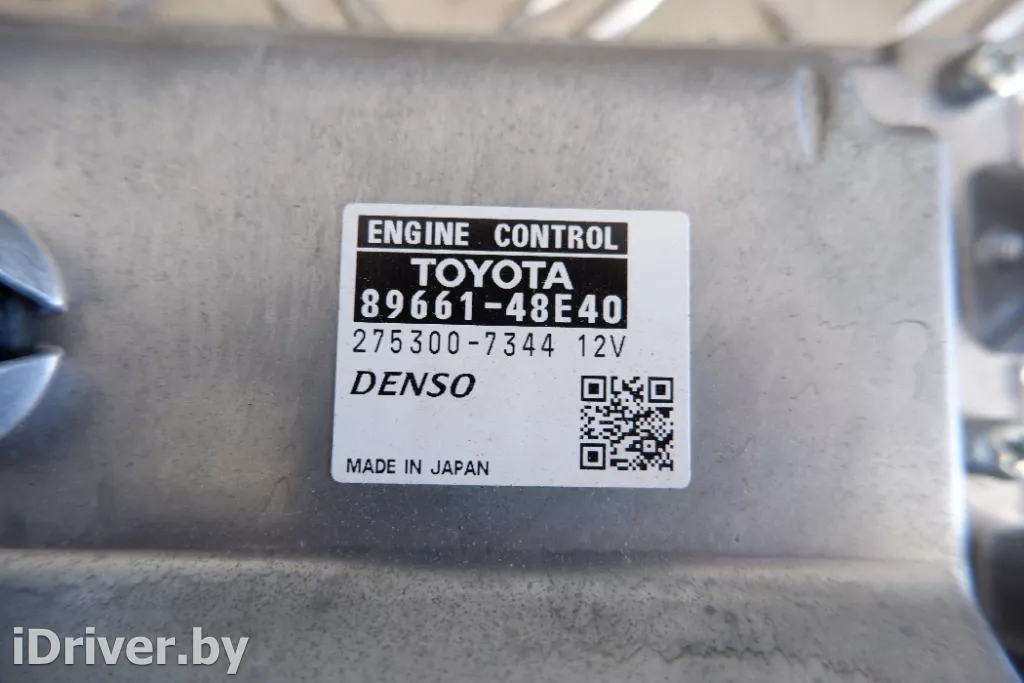 ENGINE CONTROL
TOYOTA
89661-48E40
275300-7344 12V
DENSO
MADE IN JAPAN
iDriver.by